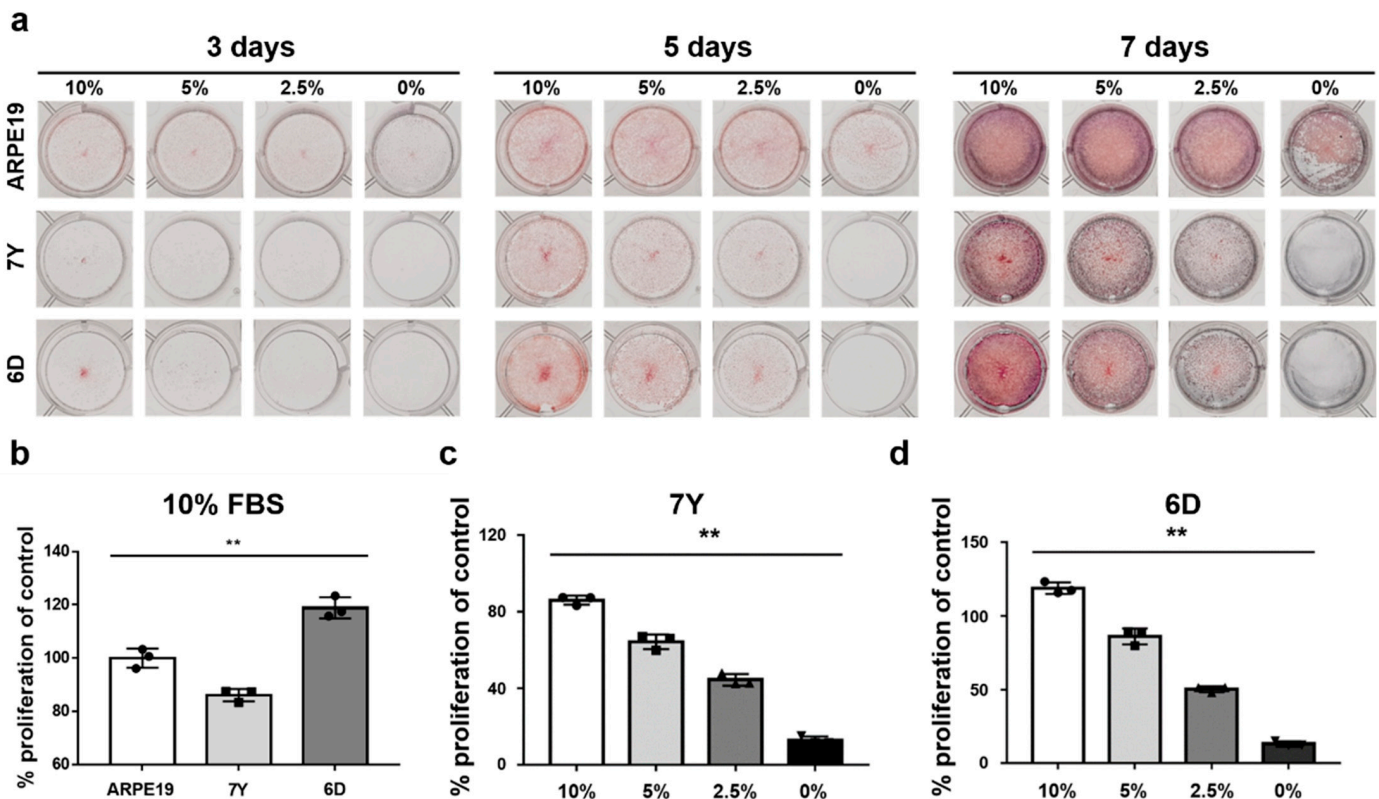 a
3 days
5 days
7 days
10% 5% 2.5% 0%
10% 5% 2.5% 0%
10% 5% 2.5% 0%
ARPE19
7Y
6D
b
10% FBS
**
% proliferation of control
140
120
100
80
60
ARPE19 7Y 6D
c
7Y
**
% proliferation of control
120
80
40
0
10% 5% 2.5% 0%
d
6D
**
% proliferation of control
150
100
50
0
10% 5% 2.5% 0%